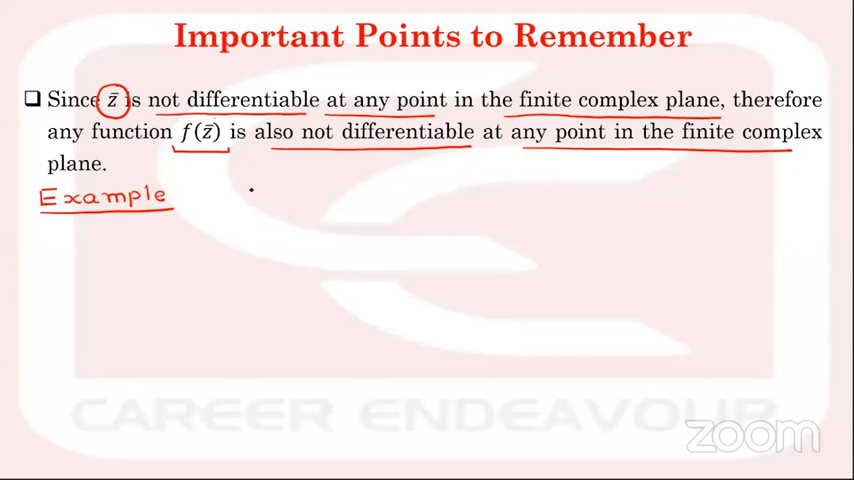 Important Points to Remember
❑ Since z̄ is not differentiable at any point in the finite complex plane, therefore
any function f(z̄) is also not differentiable at any point in the finite complex
plane.
Example
CAREER ENDEAVOUR
zoom